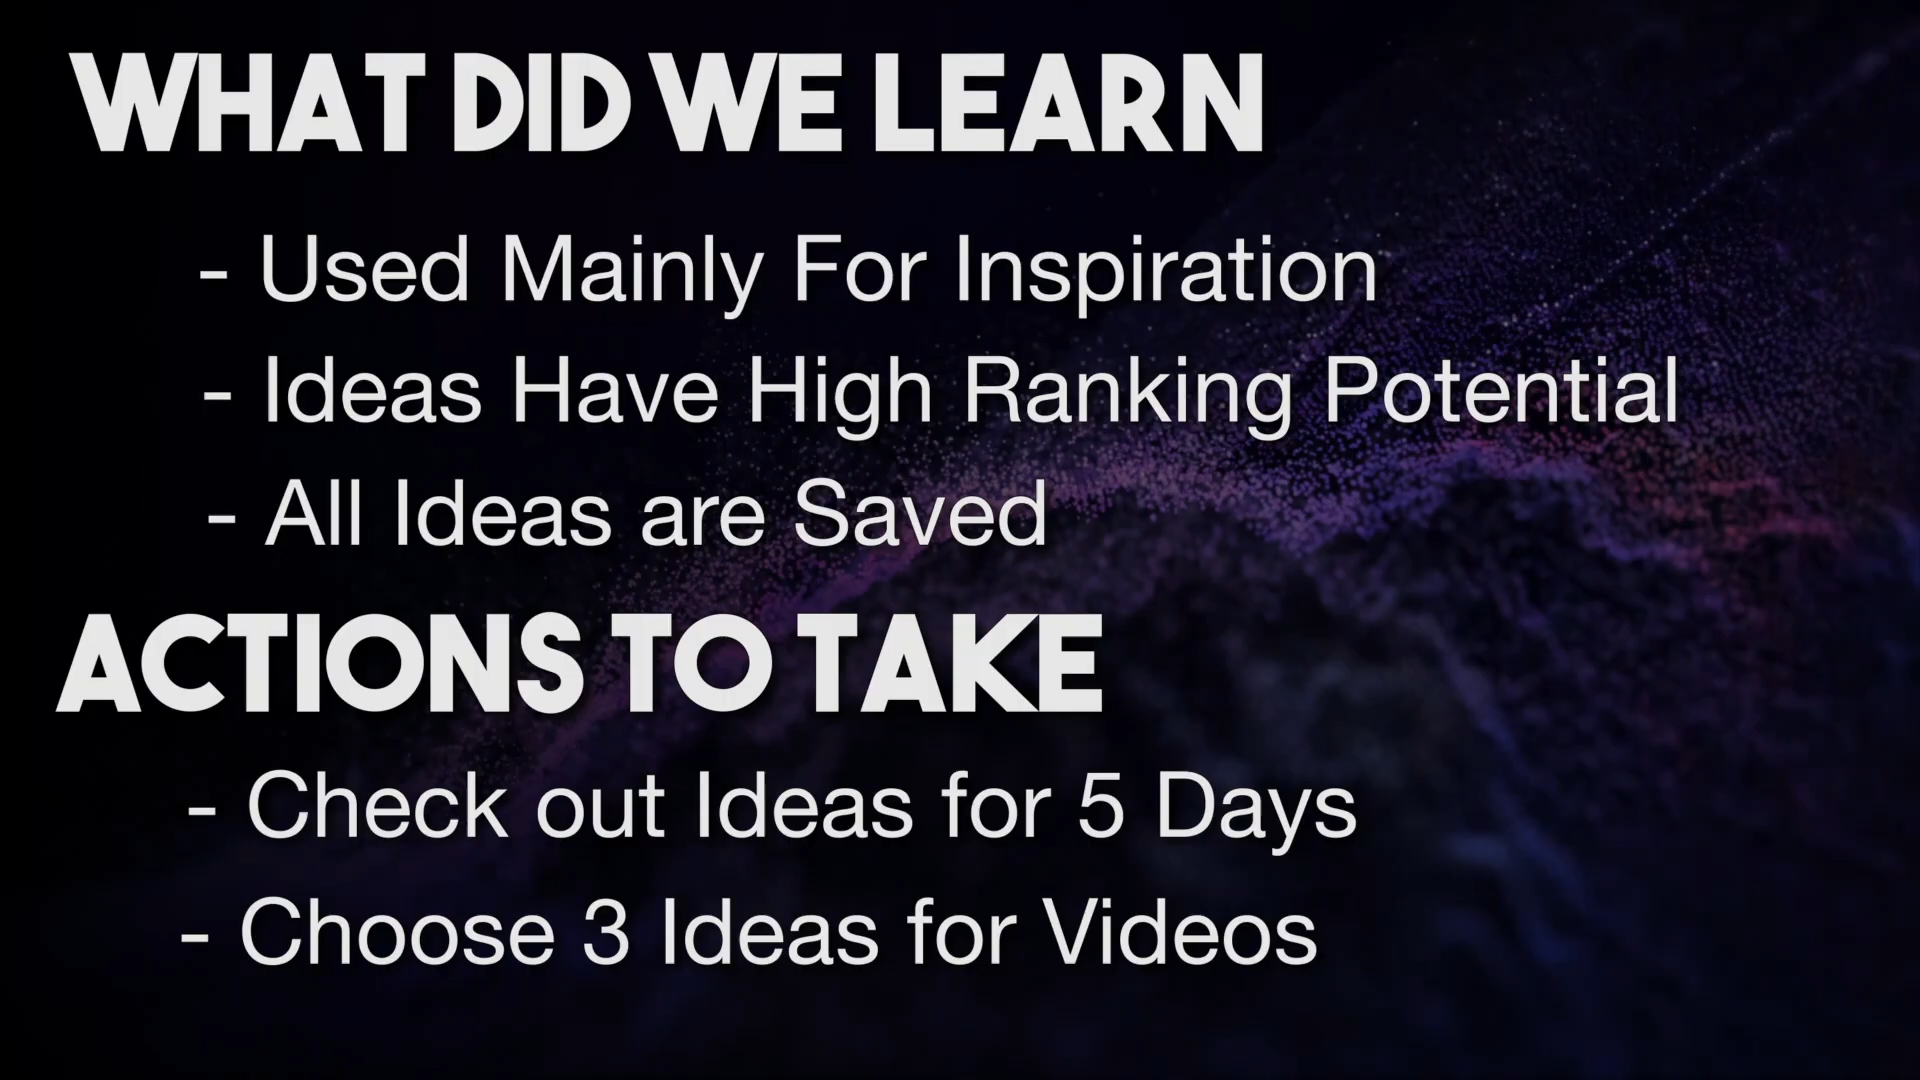 WHAT DID WE LEARN
- Used Mainly For Inspiration
- Ideas Have High Ranking Potential
- All Ideas are Saved
ACTIONS TO TAKE
- Check out Ideas for 5 Days
- Choose 3 Ideas for Videos